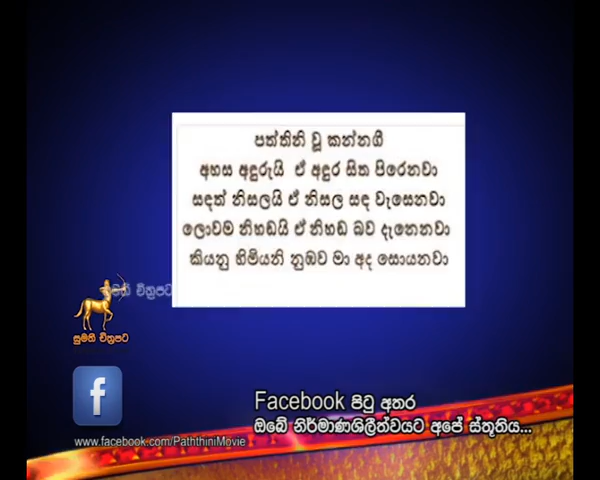 පත්තිනි වූ කන්නගී
අහස අඳුරුයි ඒ අඳුර සිත පිරෙනවා
සඳත් නිසලයි ඒ නිසල සඳ වැසෙනවා
ලොවම නිහඬයි ඒ නිහඬ බව දැනෙනවා
කියනු හිමියනි නුඹව මා අද සොයනවා
සුමති චිත්‍රපට
Facebook පිටු අතර
ඔබේ නිර්මාණශිලීත්වයට අපේ ස්තූතිය...
www.facebook.com/PaththiniMovie